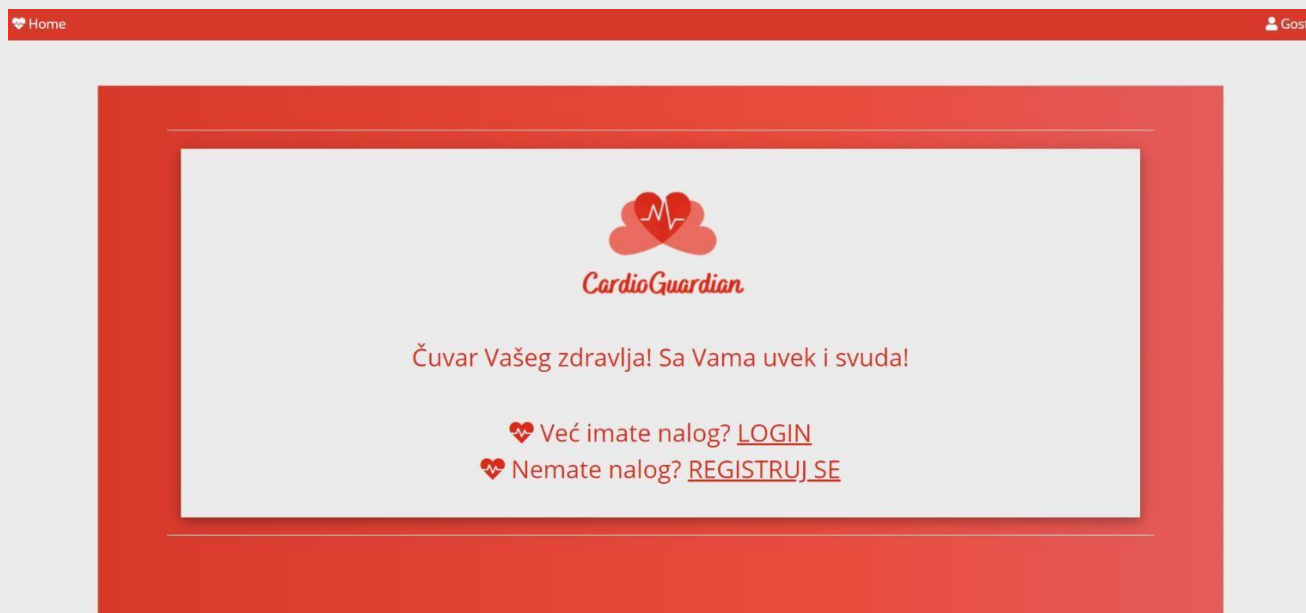 Home
Gost
CardioGuardian
Čuvar Vašeg zdravlja! Sa Vama uvek i svuda!
Već imate nalog? LOGIN
Nemate nalog? REGISTRUJ SE